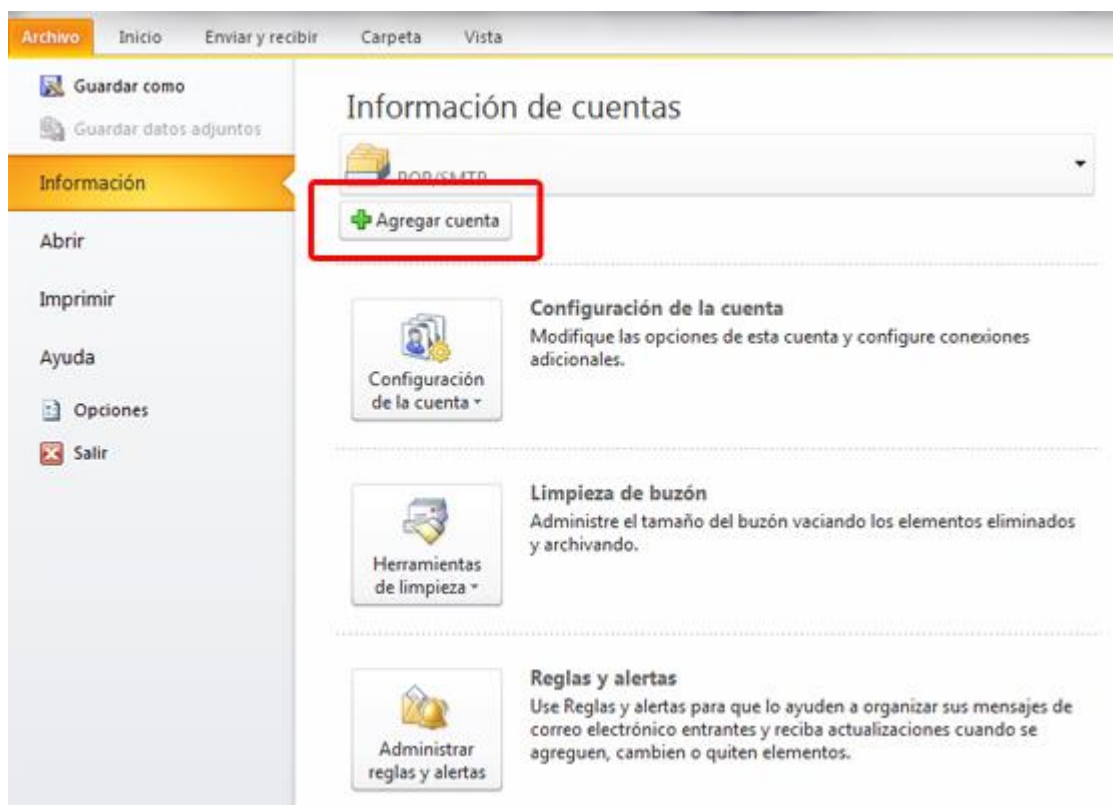 Archivo Inicio Enviar y recibir Carpeta Vista
Guardar como
Guardar datos adjuntos
Información
Abrir
Imprimir
Ayuda
Opciones
Salir
Información de cuentas
POP/SMTP
Agregar cuenta
Configuración
de la cuenta
Configuración de la cuenta
Modifique las opciones de esta cuenta y configure conexiones
adicionales.
Herramientas
de limpieza
Limpieza de buzón
Administre el tamaño del buzón vaciando los elementos eliminados
y archivando.
Administrar
reglas y alertas
Reglas y alertas
Use Reglas y alertas para que lo ayuden a organizar sus mensajes de
correo electrónico entrantes y reciba actualizaciones cuando se
agreguen, cambien o quiten elementos.